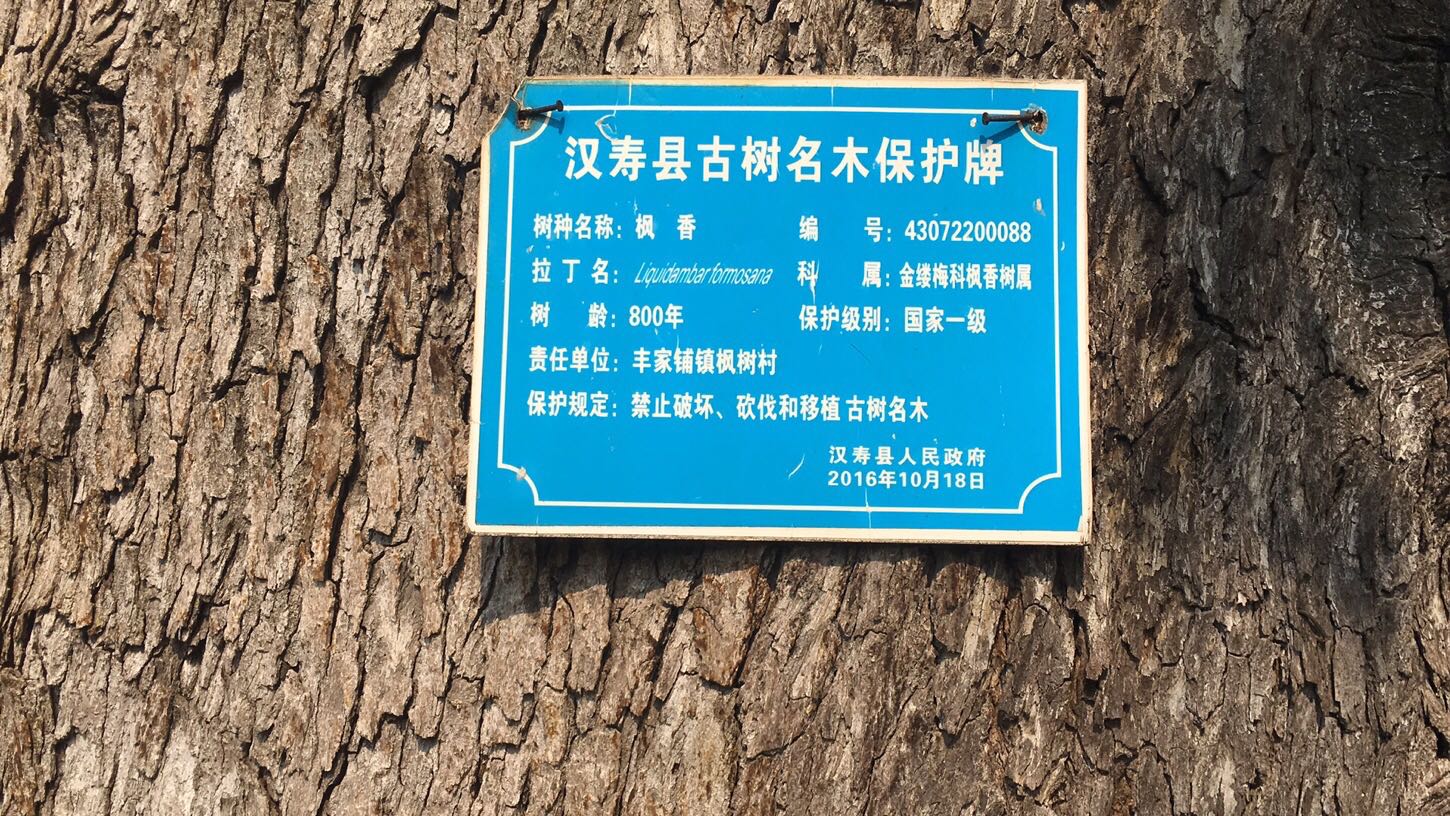 汉寿县古树名木保护牌
树种名称：枫 香 编 号：43072200088
拉丁名：Liquidambar formosana 科 属：金缕梅科枫香树属
树 龄：800年 保护级别：国家一级
责任单位：丰家铺镇枫树村
保护规定：禁止破坏、砍伐和移植古树名木
汉寿县人民政府
2016年10月18日